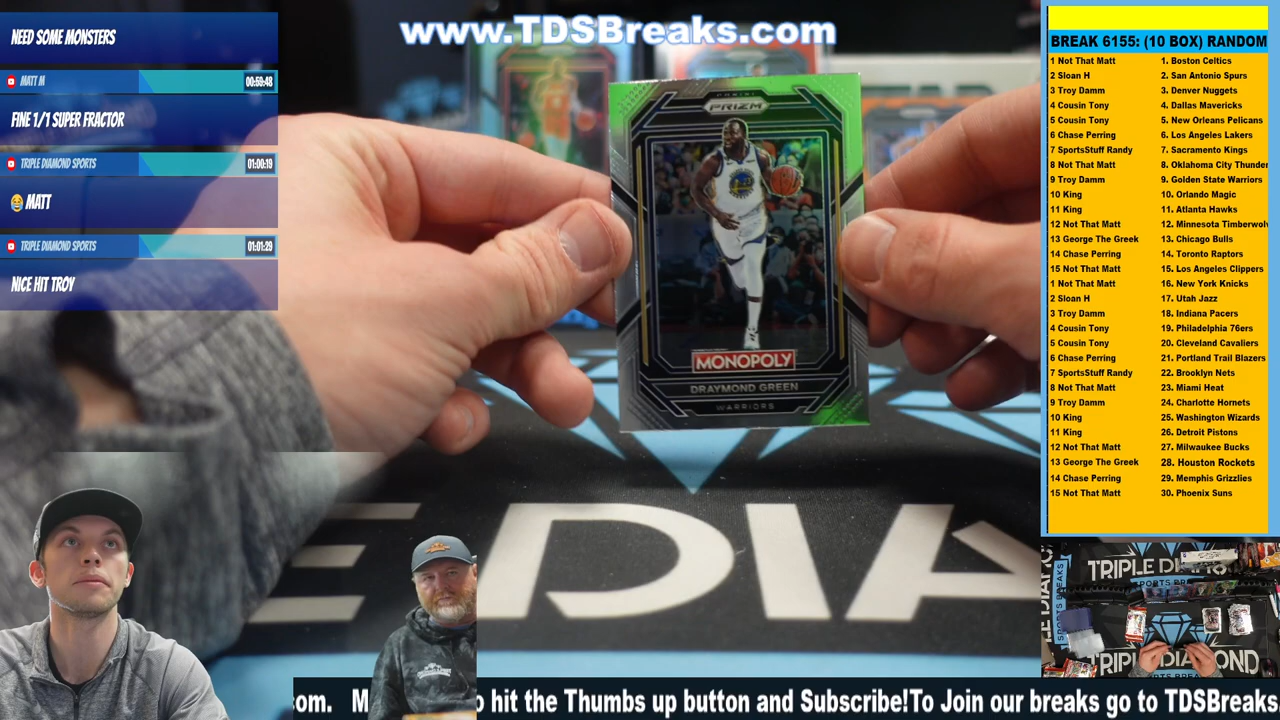 NEED SOME MONSTERS
MATT M 00:59:48
FINE 1/1 SUPER FRACTOR
TRIPLE DIAMOND SPORTS 01:00:19
😂 MATT
TRIPLE DIAMOND SPORTS 01:01:29
NICE HIT TROY
www.TDSBreaks.com
PANINI
PRIZM
MONOPOLY
DRAYMOND GREEN
WARRIORS
E DIA
BREAK 6155: (10 BOX) RANDOM
1 Not That Matt 1. Boston Celtics
2 Sloan H 2. San Antonio Spurs
3 Troy Damm 3. Denver Nuggets
4 Cousin Tony 4. Dallas Mavericks
5 Cousin Tony 5. New Orleans Pelicans
6 Chase Perring 6. Los Angeles Lakers
7 SportsStuff Randy 7. Sacramento Kings
8 Not That Matt 8. Oklahoma City Thunder
9 Troy Damm 9. Golden State Warriors
10 King 10. Orlando Magic
11 King 11. Atlanta Hawks
12 Not That Matt 12. Minnesota Timberwolv
13 George The Greek 13. Chicago Bulls
14 Chase Perring 14. Toronto Raptors
15 Not That Matt 15. Los Angeles Clippers
1 Not That Matt 16. New York Knicks
2 Sloan H 17. Utah Jazz
3 Troy Damm 18. Indiana Pacers
4 Cousin Tony 19. Philadelphia 76ers
5 Cousin Tony 20. Cleveland Cavaliers
6 Chase Perring 21. Portland Trail Blazers
7 SportsStuff Randy 22. Brooklyn Nets
8 Not That Matt 23. Miami Heat
9 Troy Damm 24. Charlotte Hornets
10 King 25. Washington Wizards
11 King 26. Detroit Pistons
12 Not That Matt 27. Milwaukee Bucks
13 George The Greek 28. Houston Rockets
14 Chase Perring 29. Memphis Grizzlies
15 Not That Matt 30. Phoenix Suns
TRIPLE DIAM
SPORTS BRE
TRIPLE DIAMOND
com. M o hit the Thumbs up button and Subscribe!To Join our breaks go to TDSBreaks